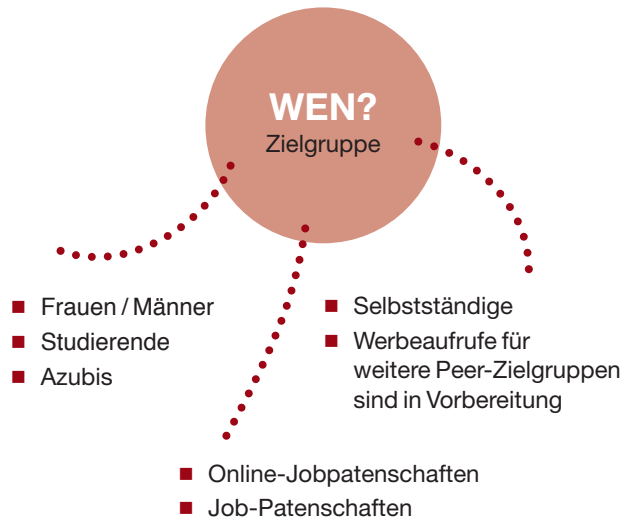 WEN?
Zielgruppe
■ Frauen / Männer
■ Studierende
■ Azubis
■ Selbstständige
■ Werbeaufrufe für
weitere Peer-Zielgruppen
sind in Vorbereitung
■ Online-Jobpatenschaften
■ Job-Patenschaften